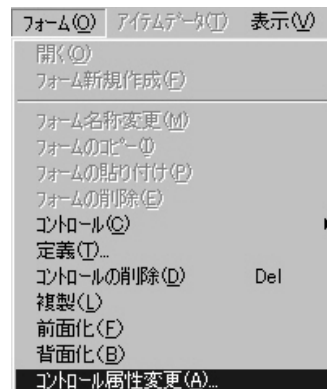 フォーム(O) アイテムデータ(T) 表示(V)
開く(O)
フォーム新規作成(F)
フォーム名称変更(M)
フォームのコピー(I)
フォームの貼り付け(P)
フォームの削除(E)
コントロール(C)
定義(T)...
コントロールの削除(D) Del
複製(L)
前面化(F)
背面化(B)
コントロール属性変更(A)...